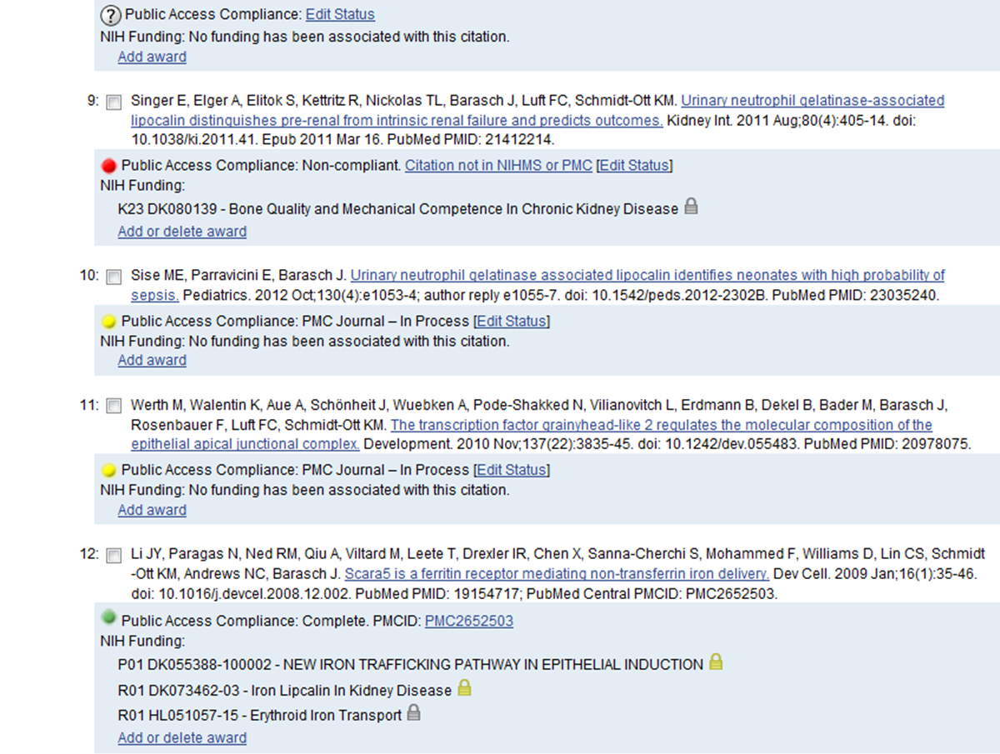 ? Public Access Compliance: Edit Status
NIH Funding: No funding has been associated with this citation.
Add award
9: Singer E, Elger A, Elitok S, Kettritz R, Nickolas TL, Barasch J, Luft FC, Schmidt-Ott KM. Urinary neutrophil gelatinase-associated
lipocalin distinguishes pre-renal from intrinsic renal failure and predicts outcomes. Kidney Int. 2011 Aug;80(4):405-14. doi:
10.1038/ki.2011.41. Epub 2011 Mar 16. PubMed PMID: 21412214.
Public Access Compliance: Non-compliant. Citation not in NIHMS or PMC [Edit Status]
NIH Funding:
K23 DK080139 - Bone Quality and Mechanical Competence In Chronic Kidney Disease
Add or delete award
10: Sise ME, Parravicini E, Barasch J. Urinary neutrophil gelatinase associated lipocalin identifies neonates with high probability of
sepsis. Pediatrics. 2012 Oct;130(4):e1053-4; author reply e1055-7. doi: 10.1542/peds.2012-2302B. PubMed PMID: 23035240.
Public Access Compliance: PMC Journal – In Process [Edit Status]
NIH Funding: No funding has been associated with this citation.
Add award
11: Werth M, Walentin K, Aue A, Schönheit J, Wuebken A, Pode-Shakked N, Vilianovitch L, Erdmann B, Dekel B, Bader M, Barasch J,
Rosenbauer F, Luft FC, Schmidt-Ott KM. The transcription factor grainyhead-like 2 regulates the molecular composition of the
epithelial apical junctional complex. Development. 2010 Nov;137(22):3835-45. doi: 10.1242/dev.055483. PubMed PMID: 20978075.
Public Access Compliance: PMC Journal – In Process [Edit Status]
NIH Funding: No funding has been associated with this citation.
Add award
12: Li JY, Paragas N, Ned RM, Qiu A, Viltard M, Leete T, Drexler IR, Chen X, Sanna-Cherchi S, Mohammed F, Williams D, Lin CS, Schmidt
-Ott KM, Andrews NC, Barasch J. Scara5 is a ferritin receptor mediating non-transferrin iron delivery. Dev Cell. 2009 Jan;16(1):35-46.
doi: 10.1016/j.devcel.2008.12.002. PubMed PMID: 19154717; PubMed Central PMCID: PMC2652503.
Public Access Compliance: Complete. PMCID: PMC2652503
NIH Funding:
P01 DK055388-100002 - NEW IRON TRAFFICKING PATHWAY IN EPITHELIAL INDUCTION
R01 DK073462-03 - Iron Lipcalin In Kidney Disease
R01 HL051057-15 - Erythroid Iron Transport
Add or delete award